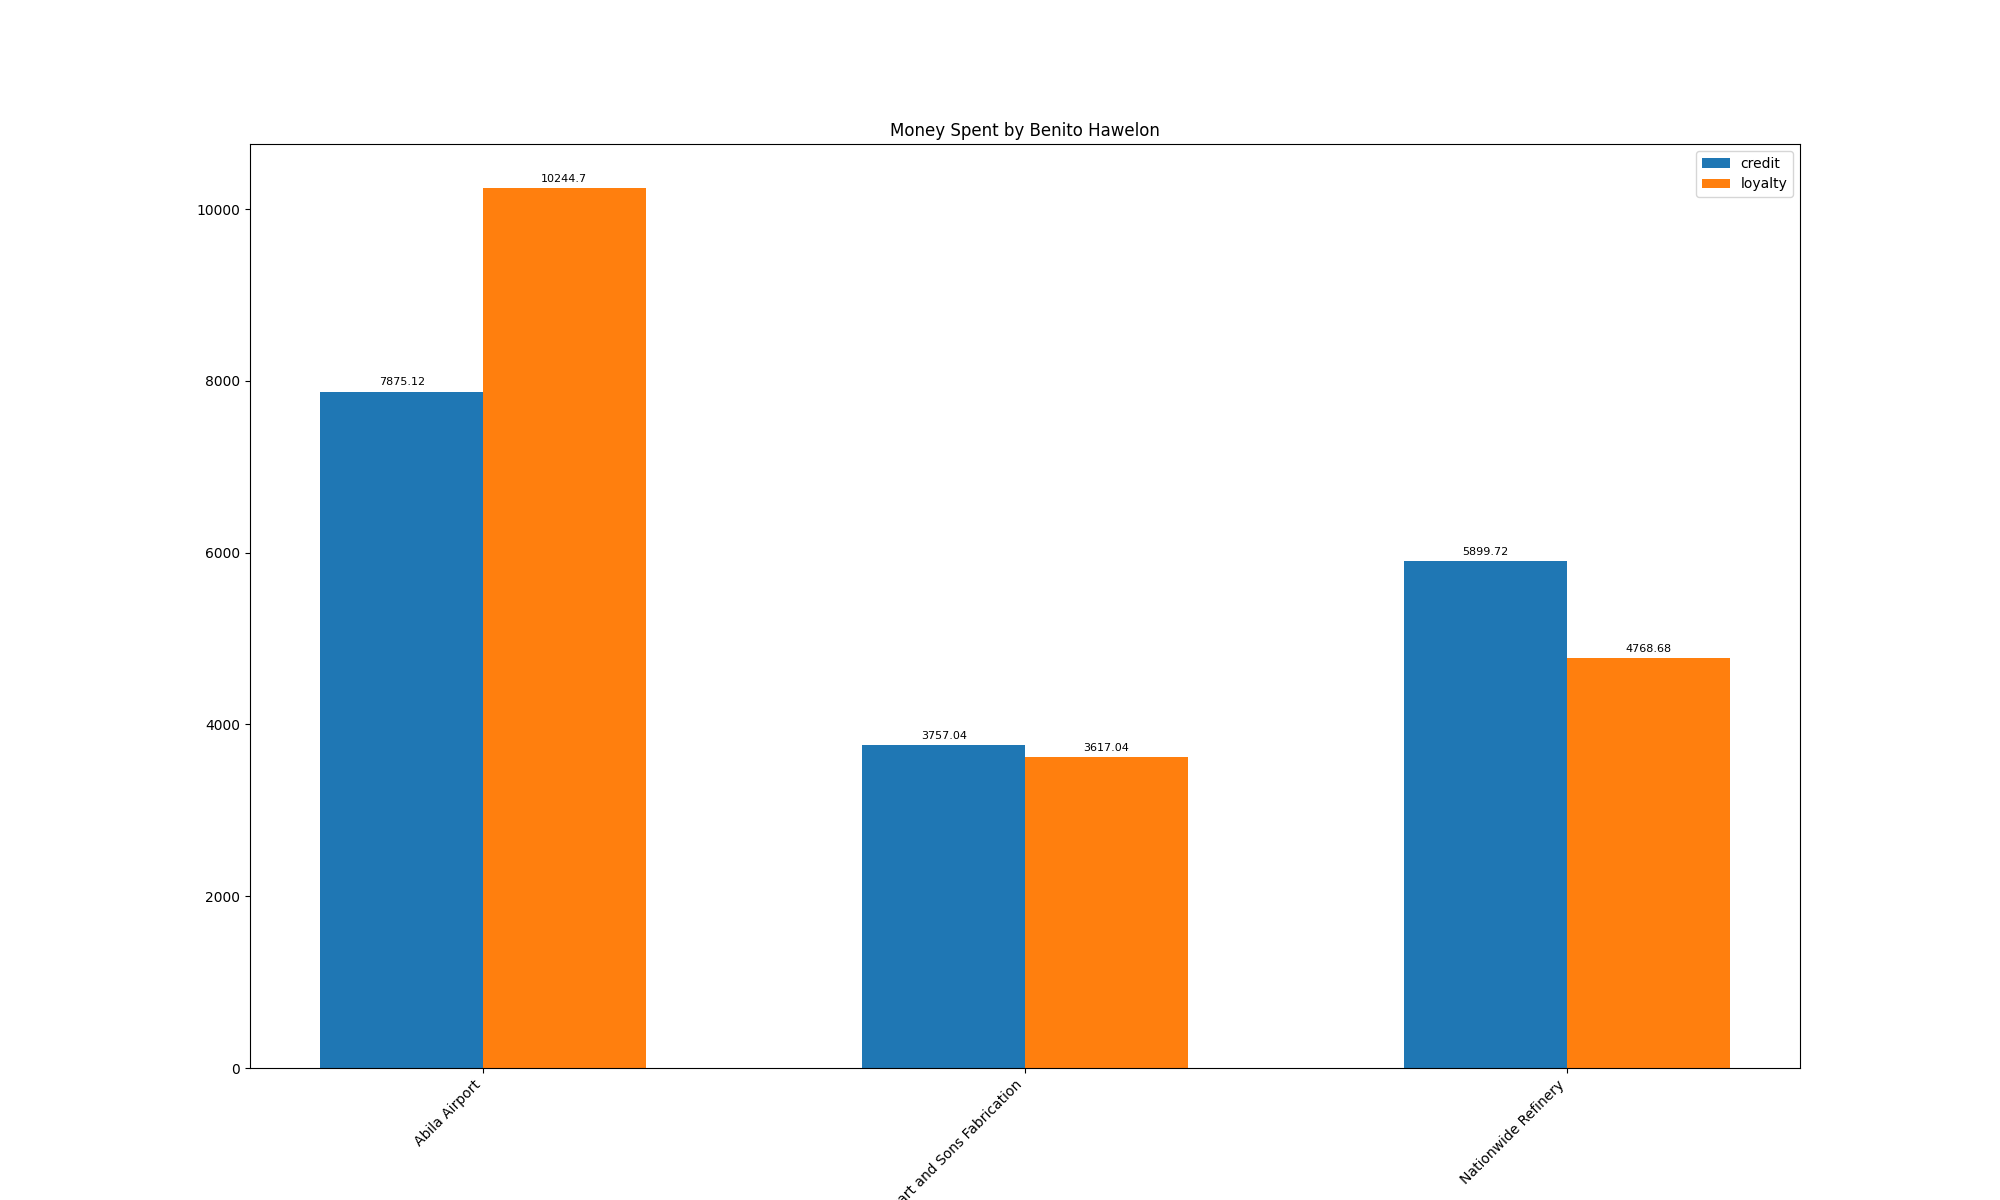 Money Spent by Benito Hawelon
credit
loyalty
10000
8000
6000
4000
2000
0
10244.7
7875.12
3757.04
3617.04
5899.72
4768.68
Abila Airport
and Sons Fabrication
Nationwide Refinery